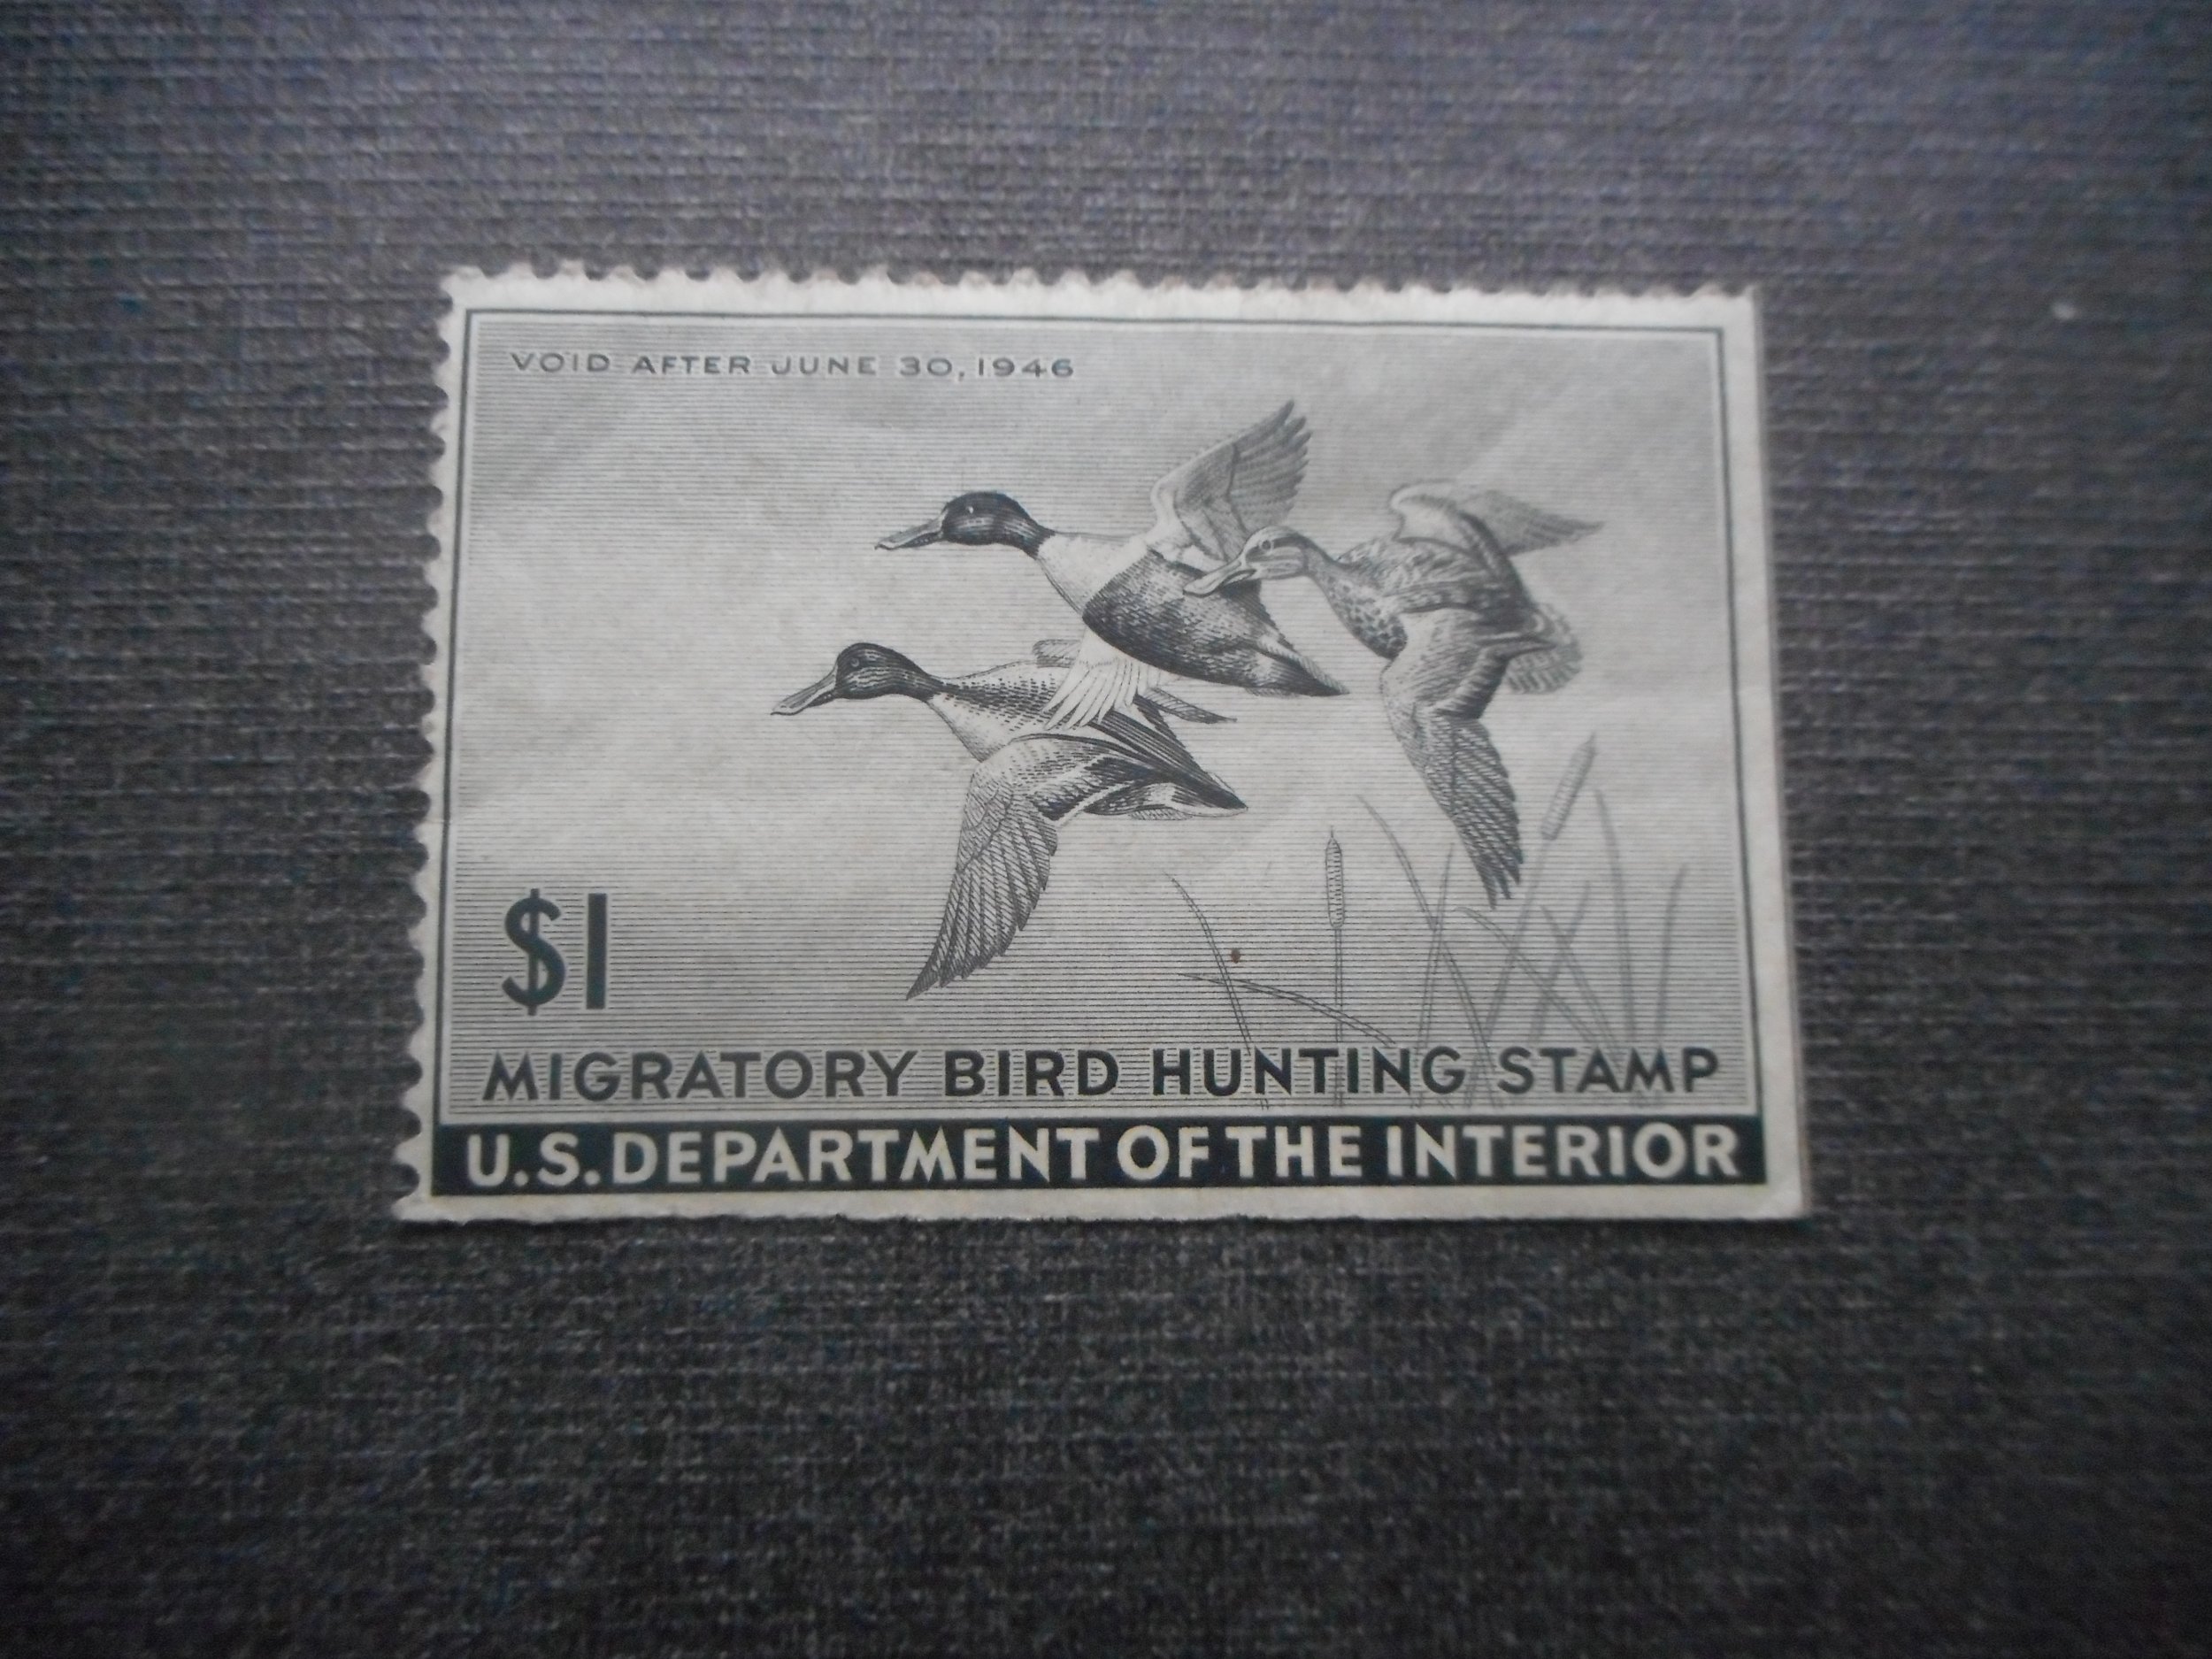 VOID AFTER JUNE 30, 1946
$1
MIGRATORY BIRD HUNTING STAMP
U.S. DEPARTMENT OF THE INTERIOR